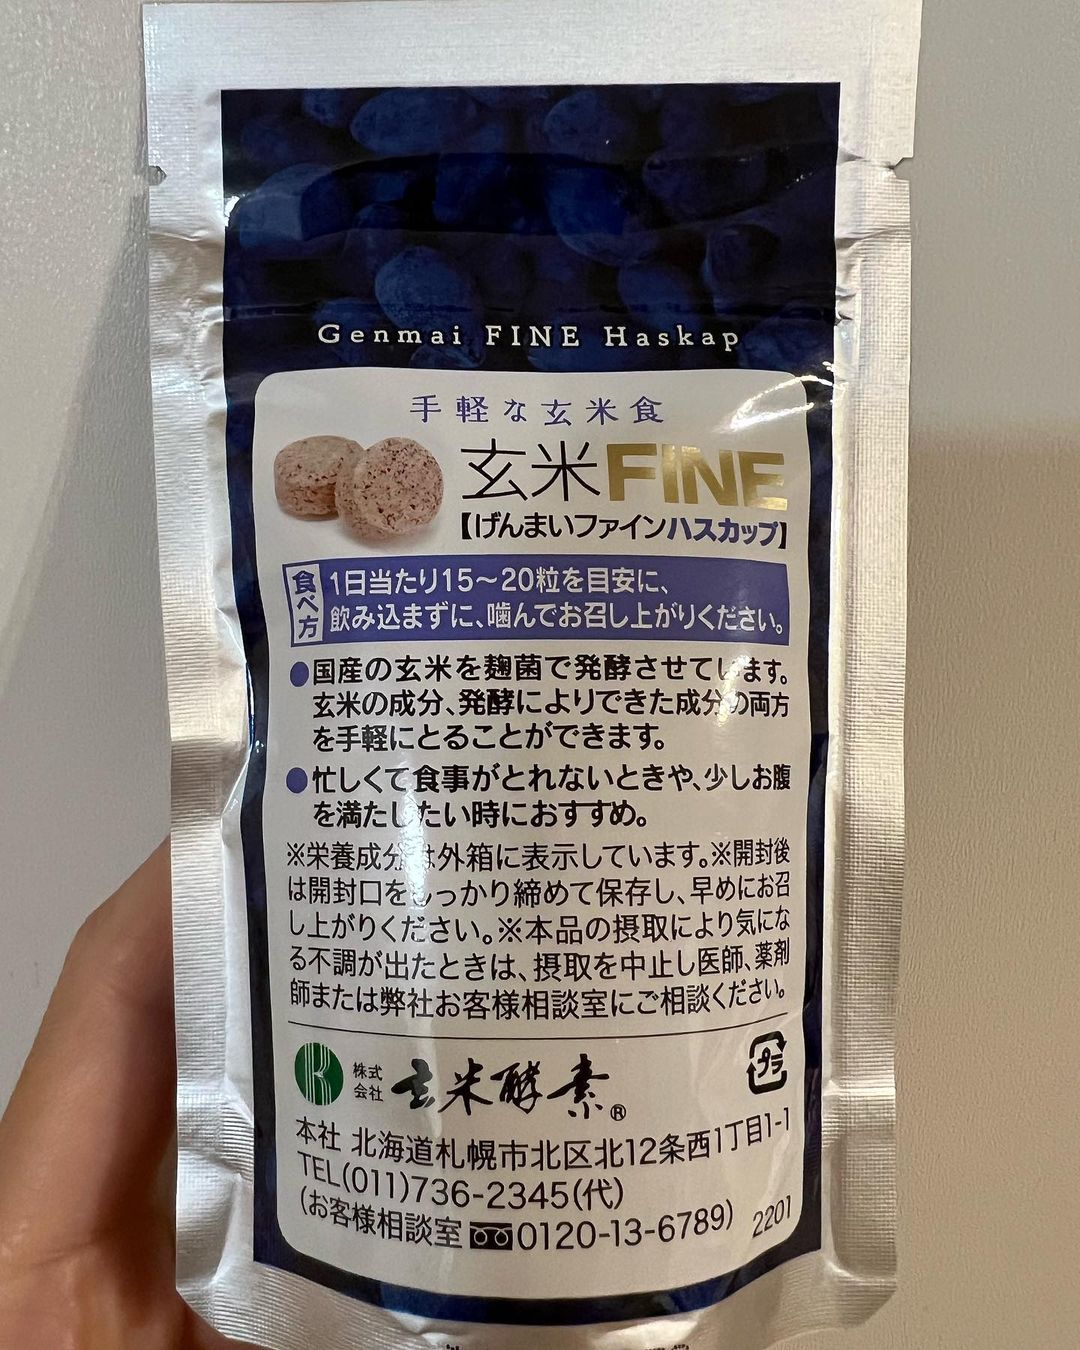 Genmai FINE Haskap
手軽な玄米食
玄米FINE
【げんまいファインハスカップ】
食べ方
1日当たり15～20粒を目安に、
飲み込まずに、噛んでお召し上がりください。
●国産の玄米を麹菌で発酵させています。
玄米の成分、発酵によりできた成分の両方
を手軽にとることができます。
●忙しくて食事がとれないときや、少しお腹
を満たしたい時におすすめ。
※栄養成分は外箱に表示しています。※開封後
は開封口をしっかり締めて保存し、早めにお召
し上がりください。※本品の摂取により気にな
る不調が出たときは、摂取を中止し医師、薬剤
師または弊社お客様相談室にご相談ください。
株式会社 玄米酵素®
プラ
本社 北海道札幌市北区北12条西1丁目1-1
TEL(011)736-2345(代)
(お客様相談室 0120-13-6789) 2201